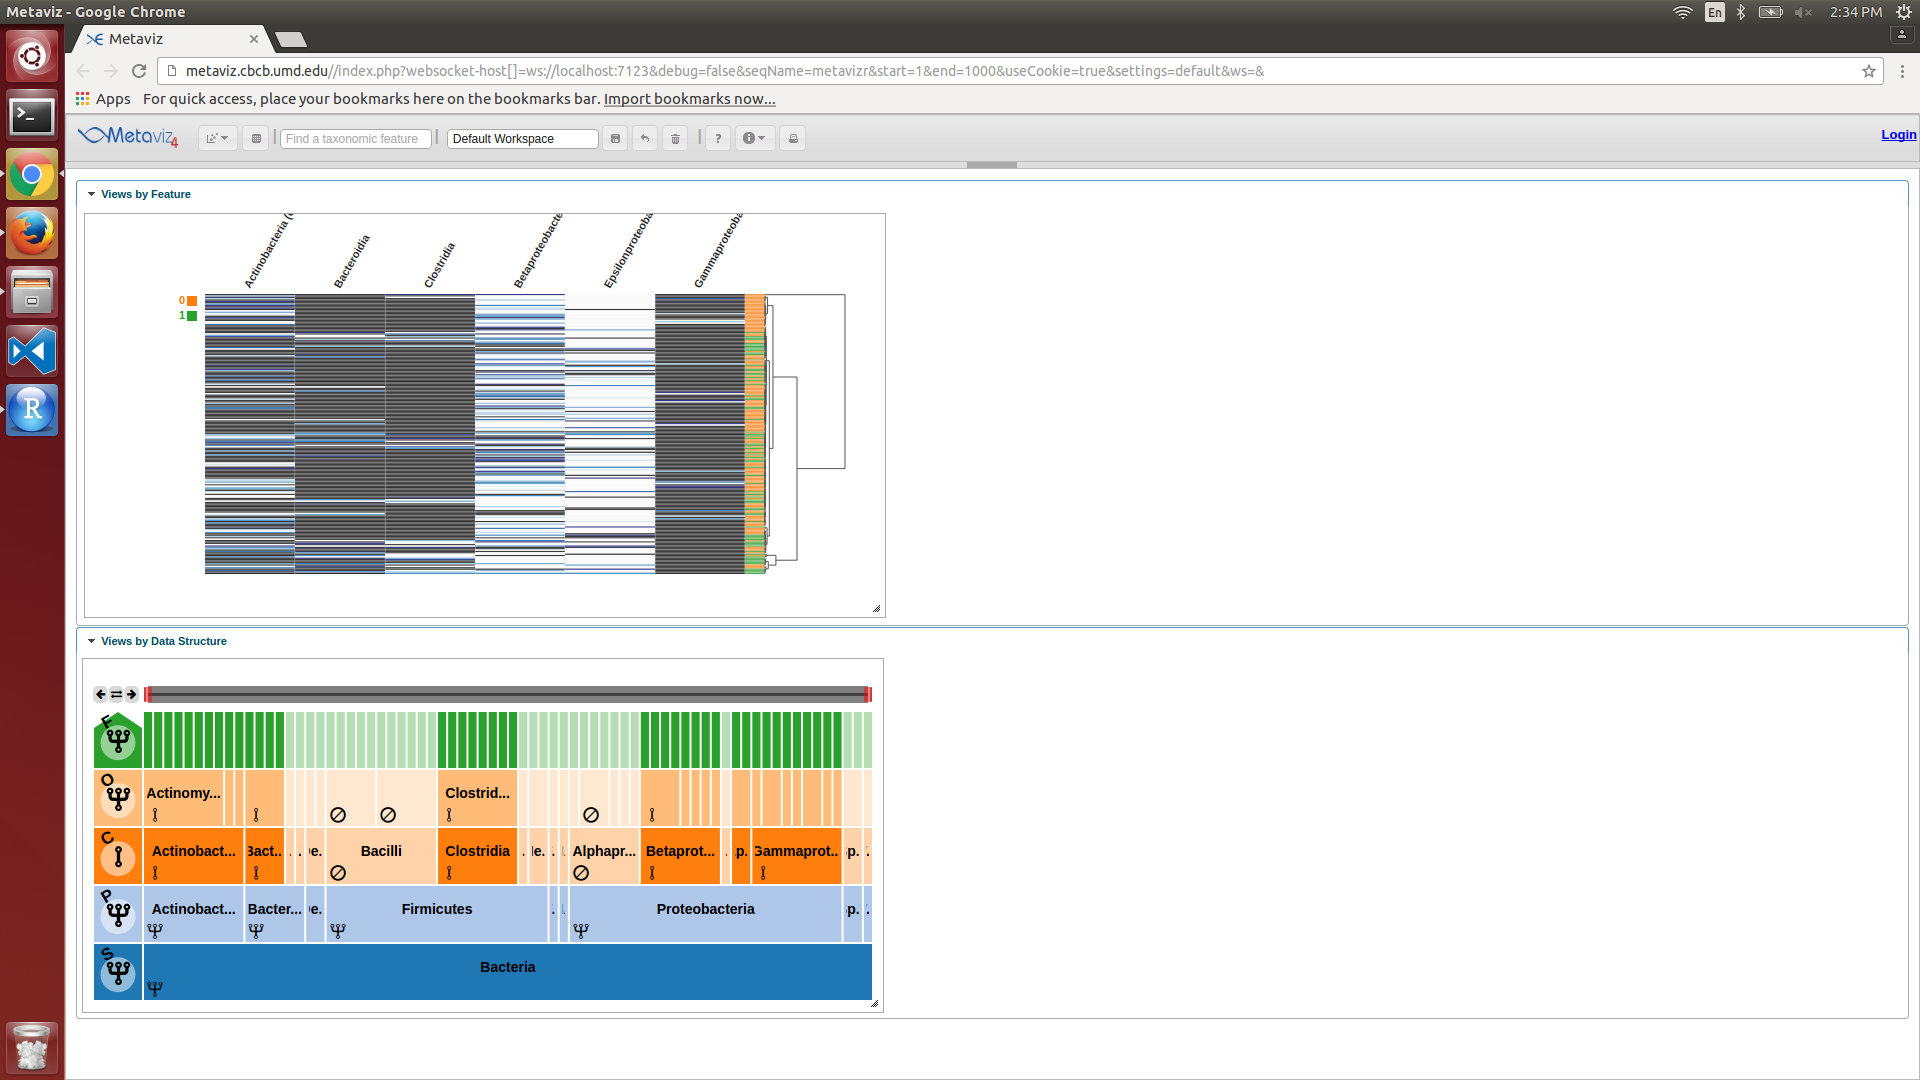 Metaviz - Google Chrome
En
2:34 PM
Metaviz
metaviz.cbcb.umd.edu//index.php?websocket-host[]=ws://localhost:7123&debug=false&seqName=metavizr&start=1&end=1000&useCookie=true&settings=default&ws=&
Apps For quick access, place your bookmarks here on the bookmarks bar. Import bookmarks now...
Metaviz4
Find a taxonomic feature
Default Workspace
?
Login
Views by Feature
Actinobacteria (
Bacteroidia
Clostridia
Betaproteobacte
Epsilonproteoba
Gammaproteoba
0
1
Views by Data Structure
F
O
Actinomy...
Clostrid...
C
Actinobact...
Bact..
Bacilli
Clostridia
Alphapr...
Betaprot...
Gammaprot..
P
Actinobact...
Bacter...
Firmicutes
Proteobacteria
S
Bacteria
R